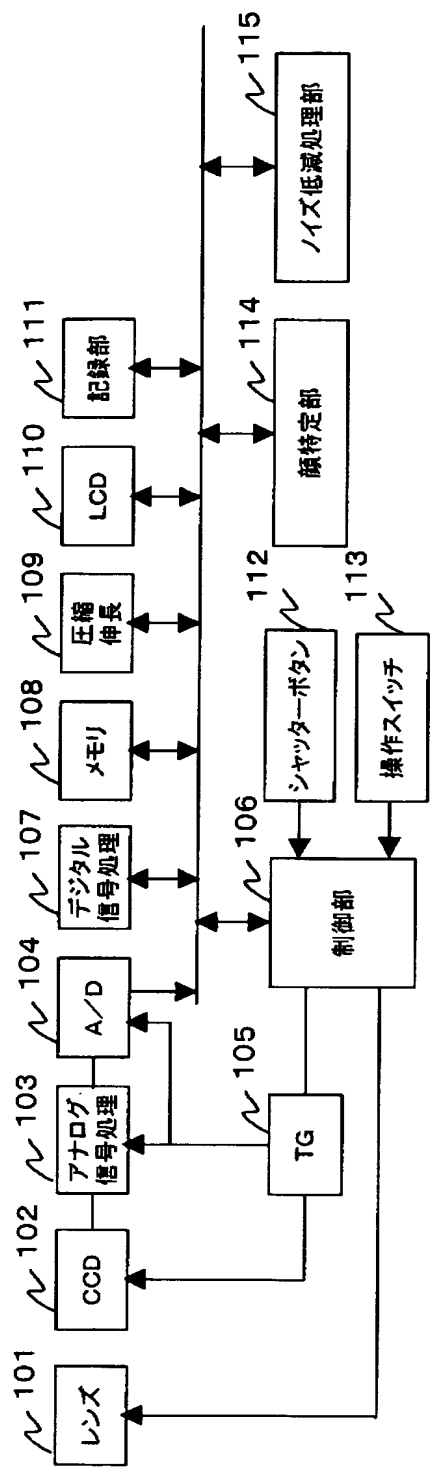 101
レンズ
102
CCD
103
アナログ
信号処理
104
A/D
107
デジタル
信号処理
108
メモリ
109
圧縮
伸長
110
LCD
111
記録部
105
TG
106
制御部
112
シャッターボタン
113
操作スイッチ
114
顔特定部
115
ノイズ低減処理部